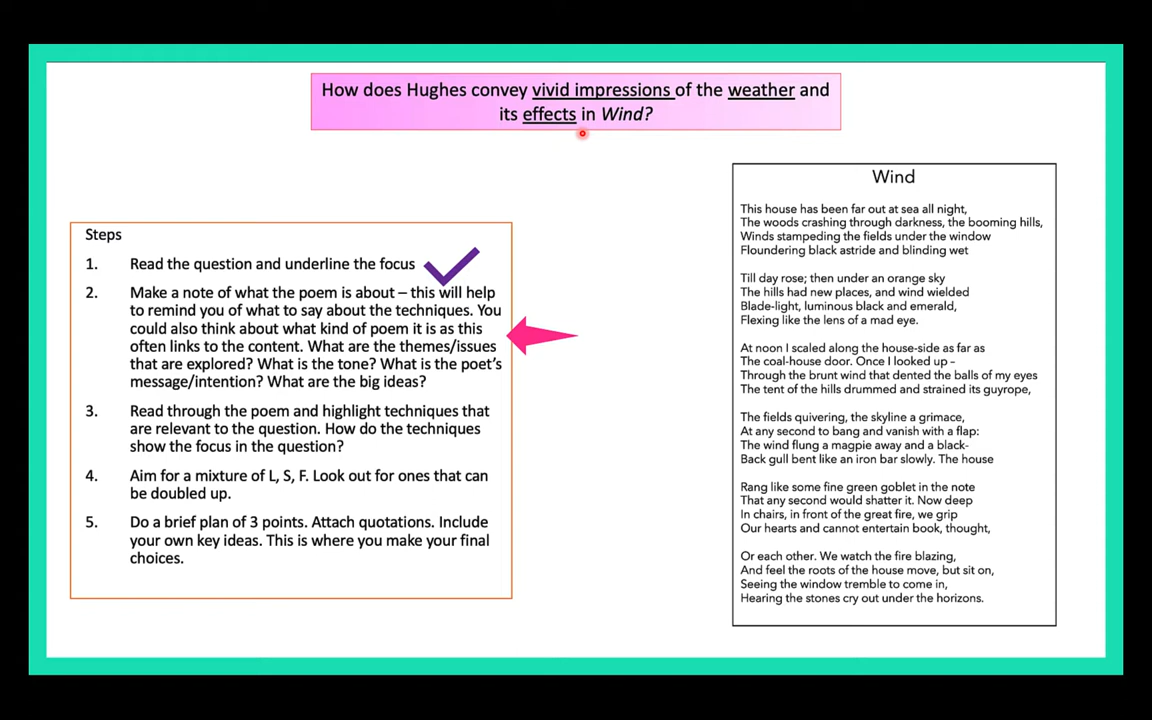 How does Hughes convey vivid impressions of the weather and
its effects in Wind?
Steps
1. Read the question and underline the focus
2. Make a note of what the poem is about – this will help
to remind you of what to say about the techniques. You
could also think about what kind of poem it is as this
often links to the content. What are the themes/issues
that are explored? What is the tone? What is the poet's
message/intention? What are the big ideas?
3. Read through the poem and highlight techniques that
are relevant to the question. How do the techniques
show the focus in the question?
4. Aim for a mixture of L, S, F. Look out for ones that can
be doubled up.
5. Do a brief plan of 3 points. Attach quotations. Include
your own key ideas. This is where you make your final
choices.
Wind
This house has been far out at sea all night,
The woods crashing through darkness, the booming hills,
Winds stampeding the fields under the window
Floundering black astride and blinding wet
Till day rose; then under an orange sky
The hills had new places, and wind wielded
Blade-light, luminous black and emerald,
Flexing like the lens of a mad eye.
At noon I scaled along the house-side as far as
The coal-house door. Once I looked up –
Through the brunt wind that dented the balls of my eyes
The tent of the hills drummed and strained its guyrope,
The fields quivering, the skyline a grimace,
At any second to bang and vanish with a flap:
The wind flung a magpie away and a black-
Back gull bent like an iron bar slowly. The house
Rang like some fine green goblet in the note
That any second would shatter it. Now deep
In chairs, in front of the great fire, we grip
Our hearts and cannot entertain book, thought,
Or each other. We watch the fire blazing,
And feel the roots of the house move, but sit on,
Seeing the window tremble to come in,
Hearing the stones cry out under the horizons.